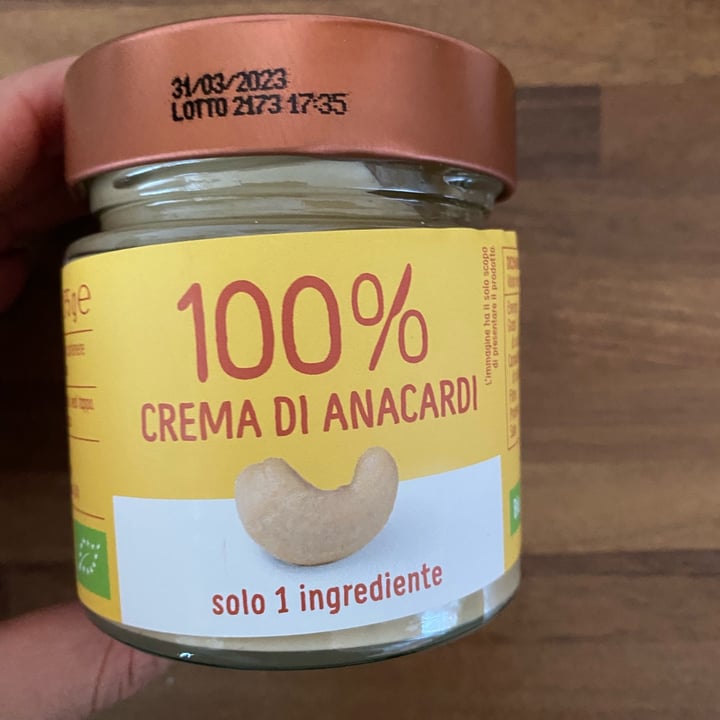 31/03/2023
LOTTO 2173 17:35
100%
CREMA DI ANACARDI
solo 1 ingrediente
L'immagine ha il solo scopo
di presentare il prodotto.